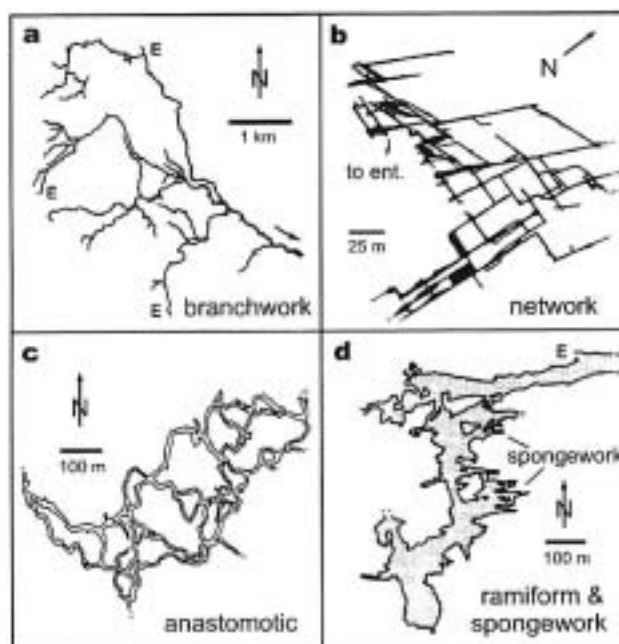 a
E
N
1 km
E
E
branchwork
b
N
to ent.
25 m
network
c
N
100 m
anastomotic
d
E
spongework
N
100 m
ramiform &
spongework